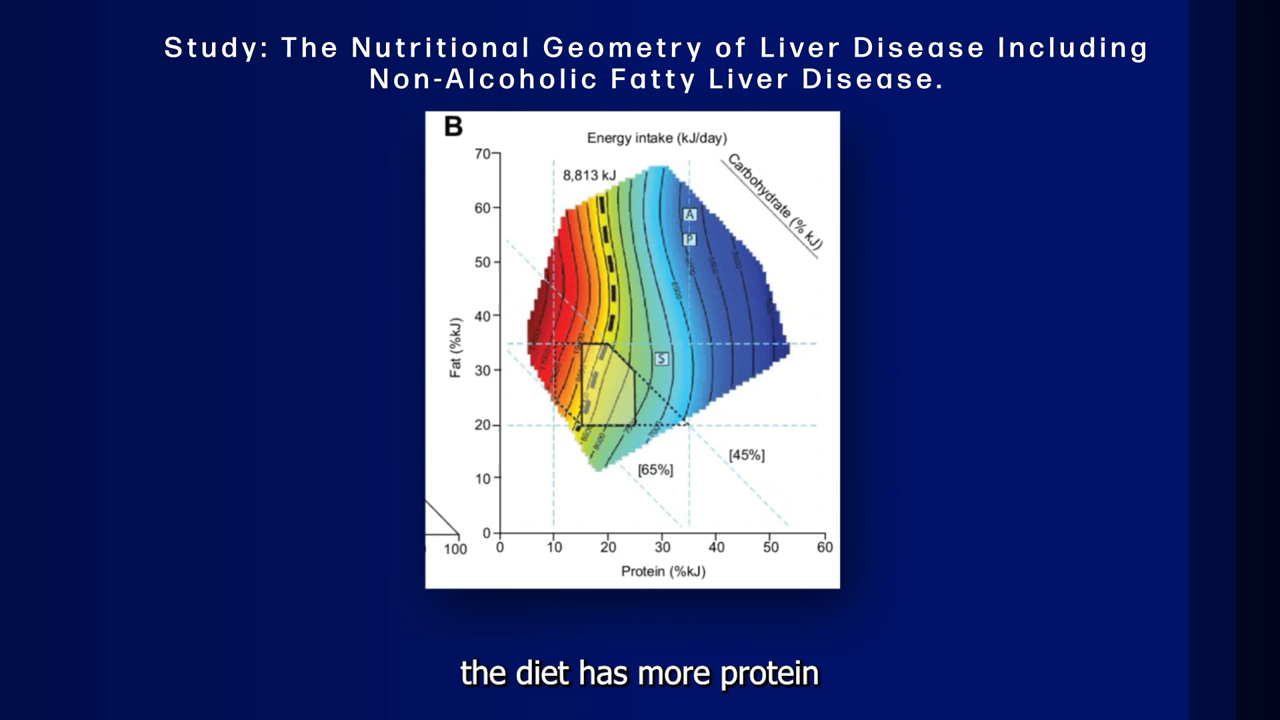 Study: The Nutritional Geometry of Liver Disease Including
Non-Alcoholic Fatty Liver Disease.
B
Energy intake (kJ/day)
Carbohydrate (% kJ)
8,813 kJ
70
60
50
40
30
20
10
0
Fat (%kJ)
A
P
S
[45%]
[65%]
100
0 10 20 30 40 50 60
Protein (%kJ)
the diet has more protein